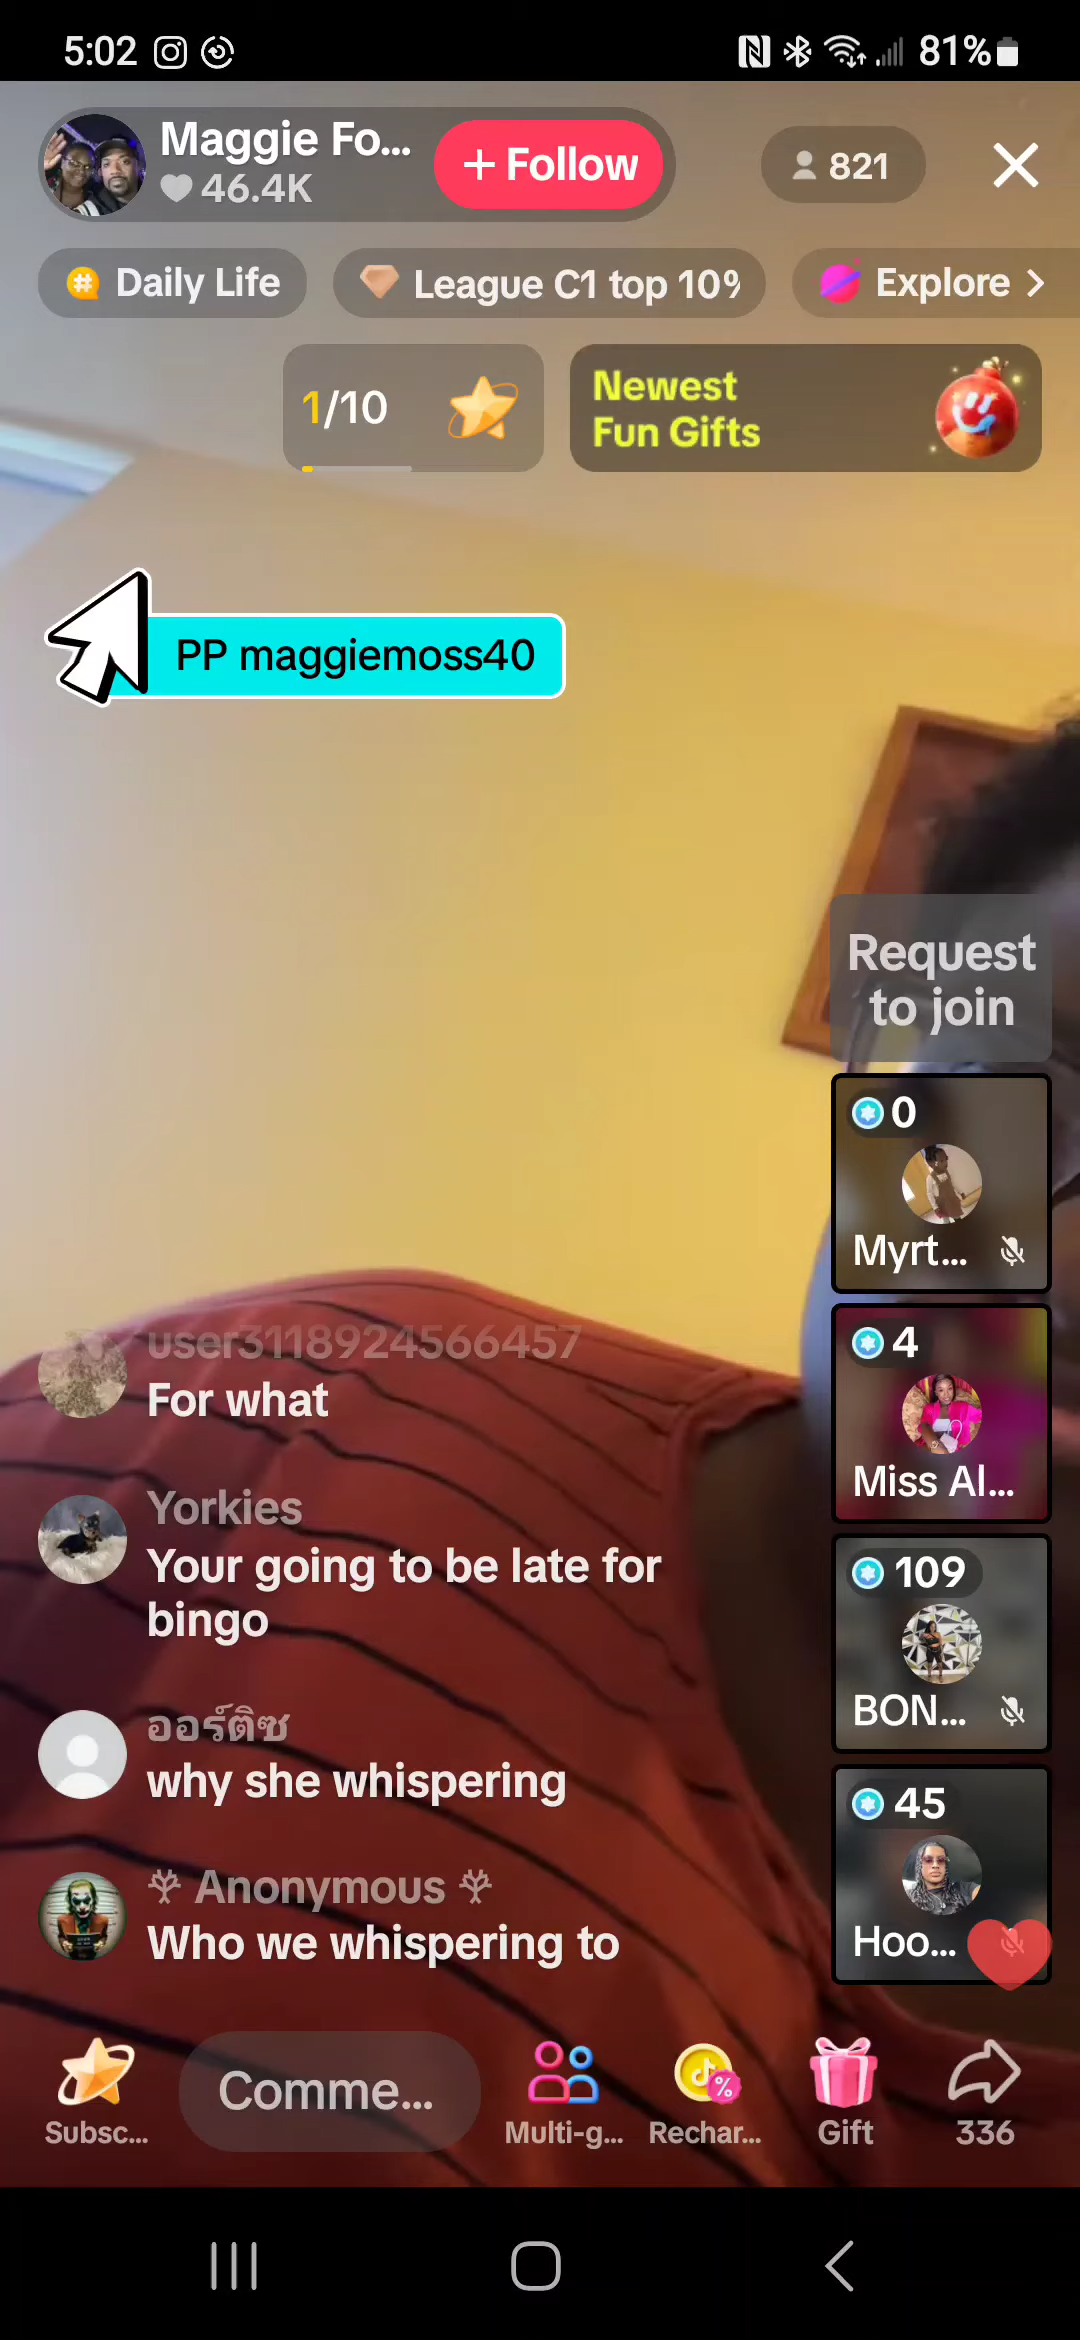 5:02
81%
Maggie Fo...
46.4K
+ Follow
821
Daily Life
League C1 top 10%
Explore >
1/10
Newest
Fun Gifts
PP maggiemoss40
Request
to join
0
Myrt...
4
Miss Al...
109
BON...
45
Hoo...
user3118924566457
For what
Yorkies
Your going to be late for
bingo
ออร์ติซ
why she whispering
Anonymous
Who we whispering to
Subsc...
Comme...
Multi-g...
Rechar...
Gift
336